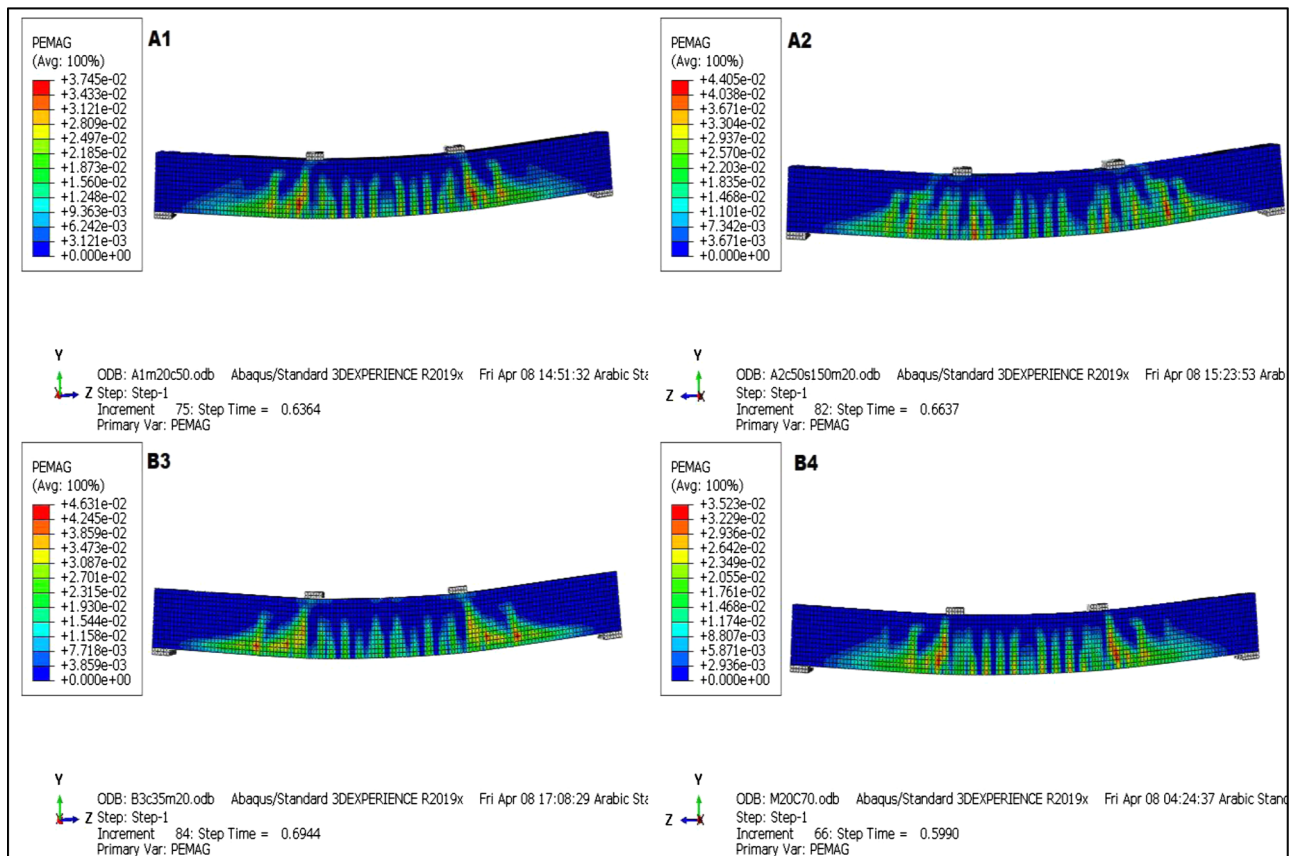 A1
PEMAG
(Avg: 100%)
+3.745e-02
+3.433e-02
+3.121e-02
+2.809e-02
+2.497e-02
+2.185e-02
+1.873e-02
+1.560e-02
+1.248e-02
+9.363e-03
+6.242e-03
+3.121e-03
+0.000e+00
Y
Z
X
ODB: A1m20c50.odb Abaqus/Standard 3DEXPERIENCE R2019x Fri Apr 08 14:51:32 Arabic Sta
Step: Step-1
Increment 75: Step Time = 0.6364
Primary Var: PEMAG
A2
PEMAG
(Avg: 100%)
+4.405e-02
+4.038e-02
+3.671e-02
+3.304e-02
+2.937e-02
+2.570e-02
+2.203e-02
+1.835e-02
+1.468e-02
+1.101e-02
+7.342e-03
+3.671e-03
+0.000e+00
Y
Z
X
ODB: A2c50s150m20.odb Abaqus/Standard 3DEXPERIENCE R2019x Fri Apr 08 15:23:53 Arab
Step: Step-1
Increment 82: Step Time = 0.6637
Primary Var: PEMAG
B3
PEMAG
(Avg: 100%)
+4.631e-02
+4.245e-02
+3.859e-02
+3.473e-02
+3.087e-02
+2.701e-02
+2.315e-02
+1.930e-02
+1.544e-02
+1.158e-02
+7.718e-03
+3.859e-03
+0.000e+00
Y
Z
X
ODB: B3c35m20.odb Abaqus/Standard 3DEXPERIENCE R2019x Fri Apr 08 17:08:29 Arabic Sta
Step: Step-1
Increment 84: Step Time = 0.6944
Primary Var: PEMAG
B4
PEMAG
(Avg: 100%)
+3.523e-02
+3.229e-02
+2.936e-02
+2.642e-02
+2.349e-02
+2.055e-02
+1.761e-02
+1.468e-02
+1.174e-02
+8.807e-03
+5.871e-03
+2.936e-03
+0.000e+00
Y
Z
X
ODB: M20C70.odb Abaqus/Standard 3DEXPERIENCE R2019x Fri Apr 08 04:24:37 Arabic Stanc
Step: Step-1
Increment 66: Step Time = 0.5990
Primary Var: PEMAG